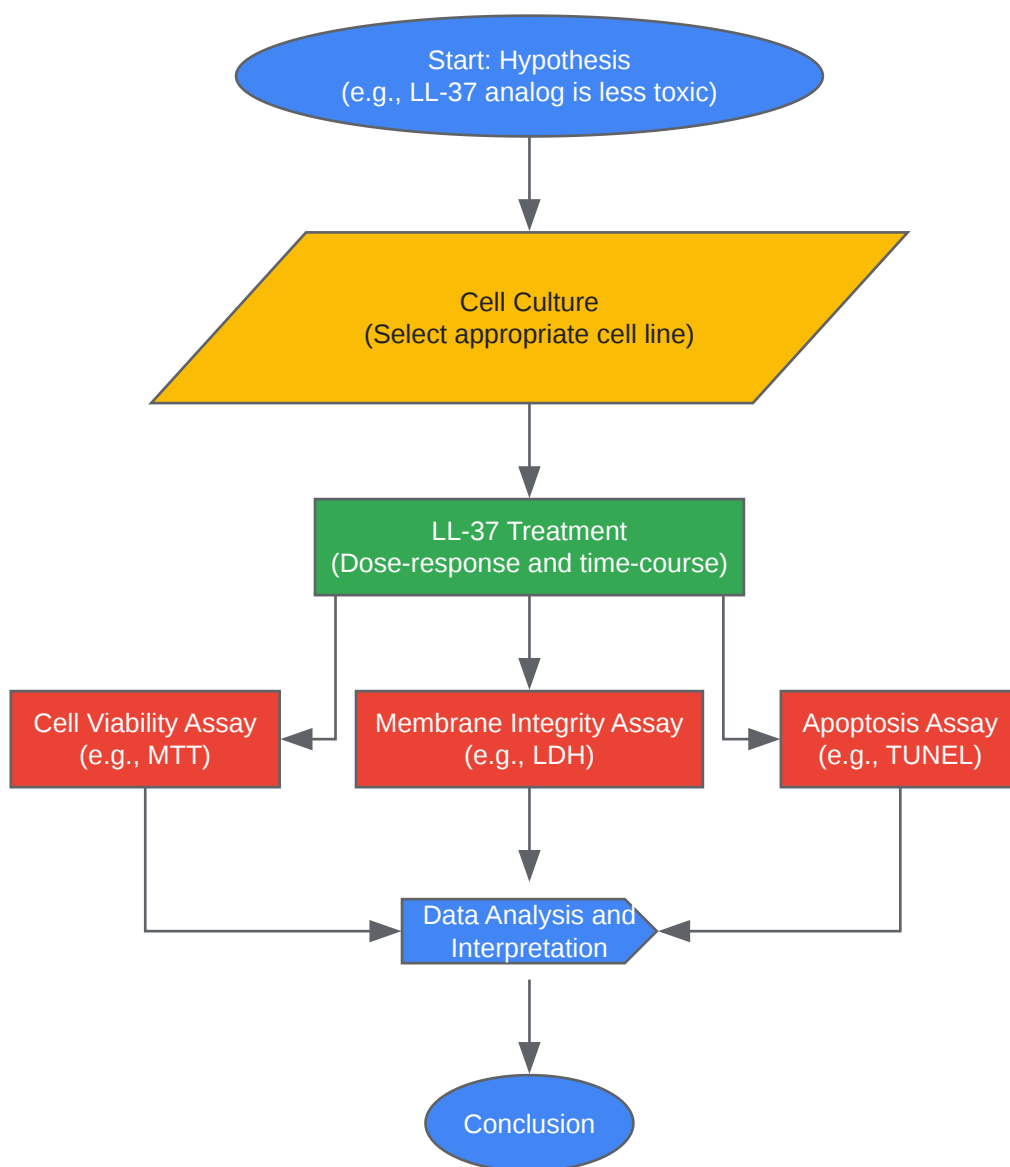 Start: Hypothesis
(e.g., LL-37 analog is less toxic)
Cell Culture
(Select appropriate cell line)
LL-37 Treatment
(Dose-response and time-course)
Cell Viability Assay
(e.g., MTT)
Membrane Integrity Assay
(e.g., LDH)
Apoptosis Assay
(e.g., TUNEL)
Data Analysis and
Interpretation
Conclusion